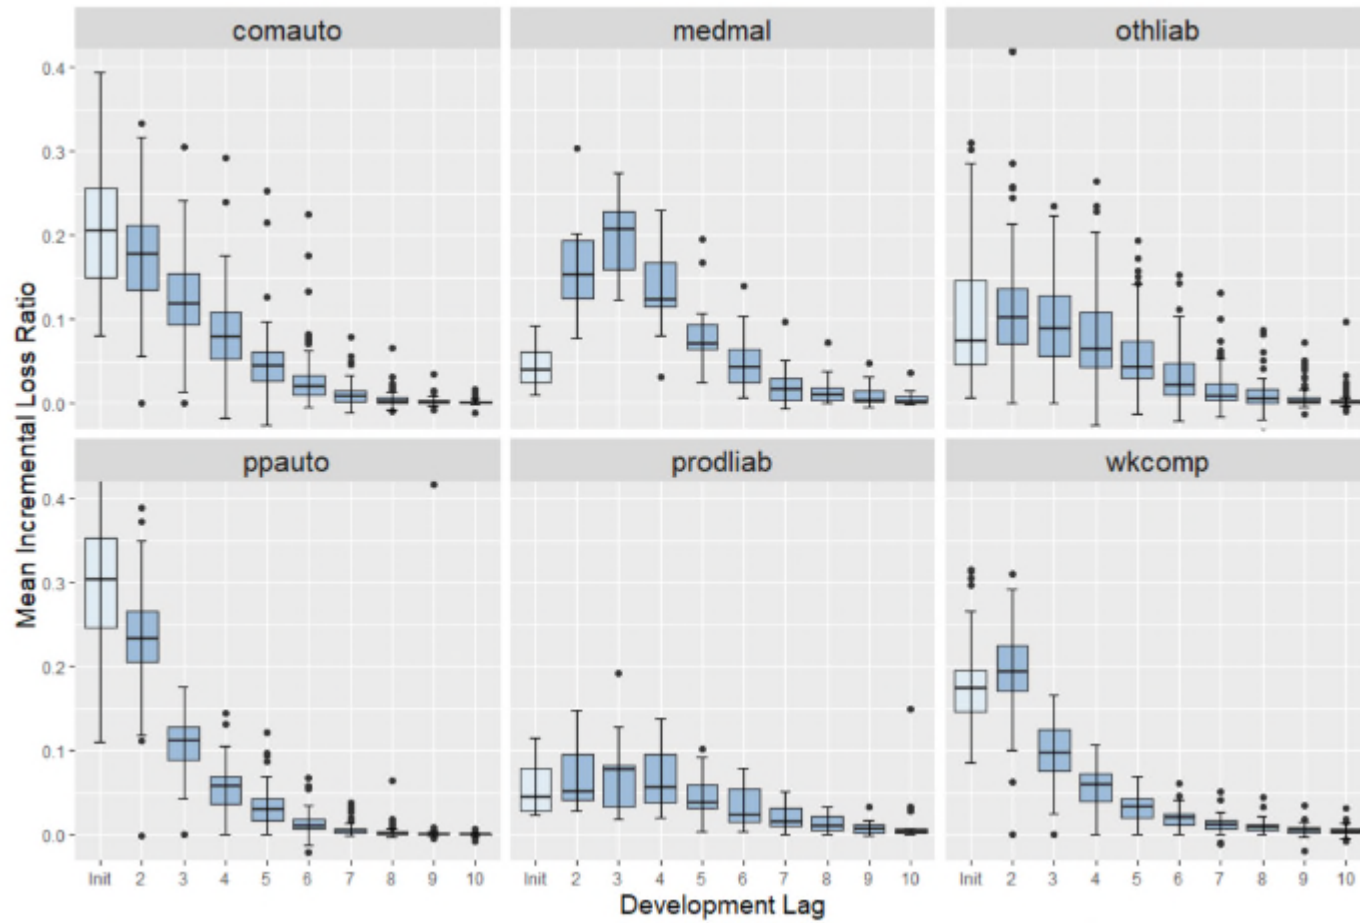 comauto medmal othliab
0.4
0.3
0.2
0.1
0.0
ppauto prodliab wkcomp
0.4
0.3
0.2
0.1
0.0
Mean Incremental Loss Ratio
Init 2 3 4 5 6 7 8 9 10 Init 2 3 4 5 6 7 8 9 10 Init 2 3 4 5 6 7 8 9 10
Development Lag